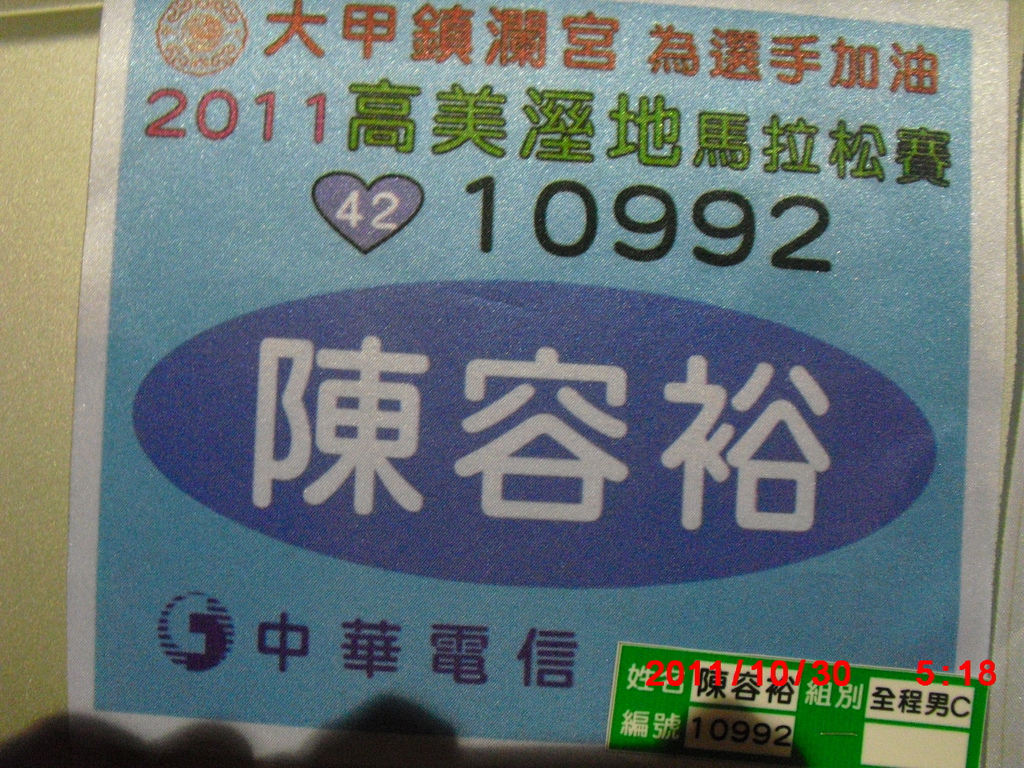 大甲鎮瀾宮 為選手加油
2011高美溼地馬拉松賽
42 10992
陳容裕
中華電信
姓名 陳容裕 組別 全程男C
編號 10992
2011/10/30 5:18